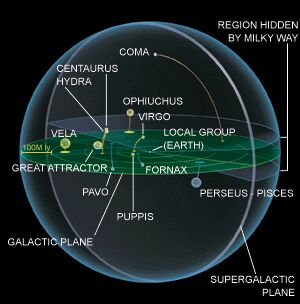 REGION HIDDEN
BY MILKY WAY
COMA
CENTAURUS
HYDRA
OPHIUCHUS
VIRGO
VELA
LOCAL GROUP
(EARTH)
100M ly
GREAT ATTRACTOR
FORNAX
PAVO
PERSEUS - PISCES
PUPPIS
GALACTIC PLANE
SUPERGALACTIC
PLANE